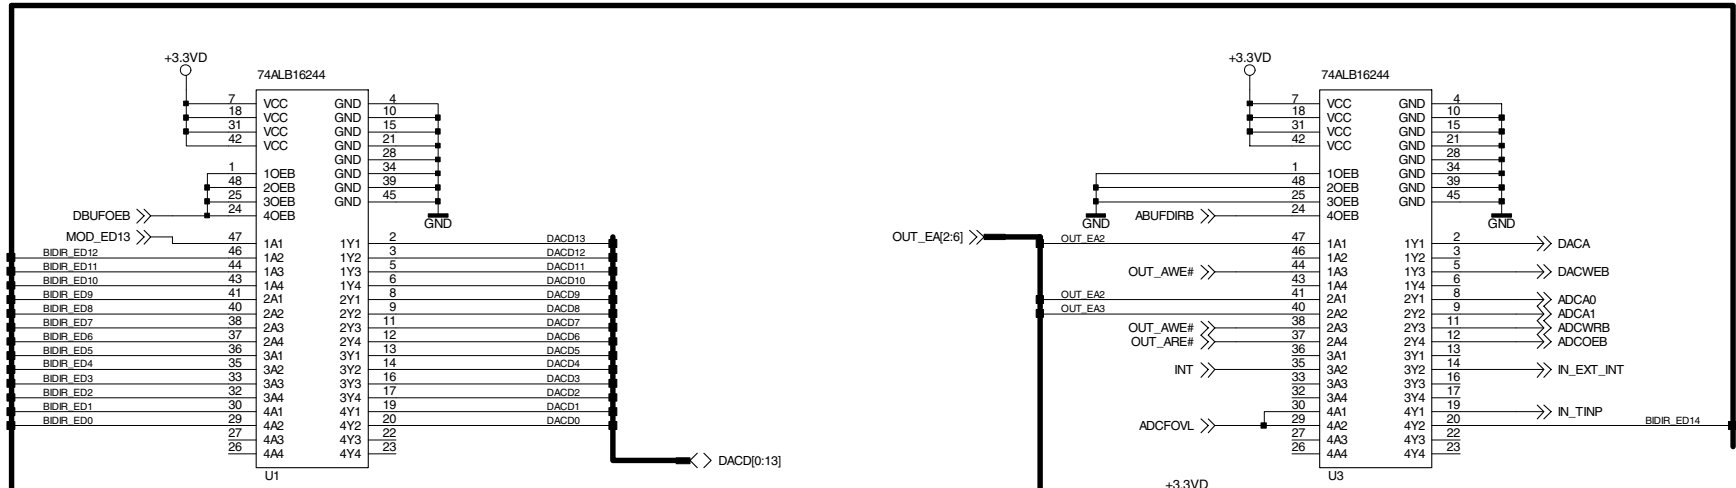 +3.3VD
74ALB16244
7 VCC GND 4
18 VCC GND 10
31 VCC GND 15
42 VCC GND 21
GND 28
1 1OEB GND 34
48 2OEB GND 39
25 3OEB GND 45
DBUFOEB 24 4OEB
GND
MOD_ED13 47 1A1 1Y1 2 DACD13
BIDIR_ED12 46 1A2 1Y2 3 DACD12
BIDIR_ED11 44 1A3 1Y3 5 DACD11
BIDIR_ED10 43 1A4 1Y4 6 DACD10
BIDIR_ED9 41 2A1 2Y1 8 DACD9
BIDIR_ED8 40 2A2 2Y2 9 DACD8
BIDIR_ED7 38 2A3 2Y3 11 DACD7
BIDIR_ED6 37 2A4 2Y4 12 DACD6
BIDIR_ED5 36 3A1 3Y1 13 DACD5
BIDIR_ED4 35 3A2 3Y2 14 DACD4
BIDIR_ED3 33 3A3 3Y3 16 DACD3
BIDIR_ED2 32 3A4 3Y4 17 DACD2
BIDIR_ED1 30 4A1 4Y1 19 DACD1
BIDIR_ED0 29 4A2 4Y2 20 DACD0
27 4A3 4Y3 22
26 4A4 4Y4 23
DACD[0:13]
U1
+3.3VD
74ALB16244
7 VCC GND 4
18 VCC GND 10
31 VCC GND 15
42 VCC GND 21
GND 28
1 1OEB GND 34
48 2OEB GND 39
25 3OEB GND 45
ABUFDIRB 24 4OEB
GND
GND
OUT_EA[2:6]
OUT_EA2 47 1A1 1Y1 2 DACA
46 1A2 1Y2 3
OUT_AWE# 44 1A3 1Y3 5 DACWEB
43 1A4 1Y4 6
OUT_EA2 41 2A1 2Y1 8 ADCA0
OUT_EA3 40 2A2 2Y2 9 ADCA1
OUT_AWE# 38 2A3 2Y3 11 ADCWRB
OUT_ARE# 37 2A4 2Y4 12 ADCOEB
36 3A1 3Y1 13
INT 35 3A2 3Y2 14 IN_EXT_INT
33 3A3 3Y3 16
32 3A4 3Y4 17
30 4A1 4Y1 19 IN_TINP
ADCFOVL 29 4A2 4Y2 20 BIDIR_ED14
27 4A3 4Y3 22
26 4A4 4Y4 23
U3
+3.3VD